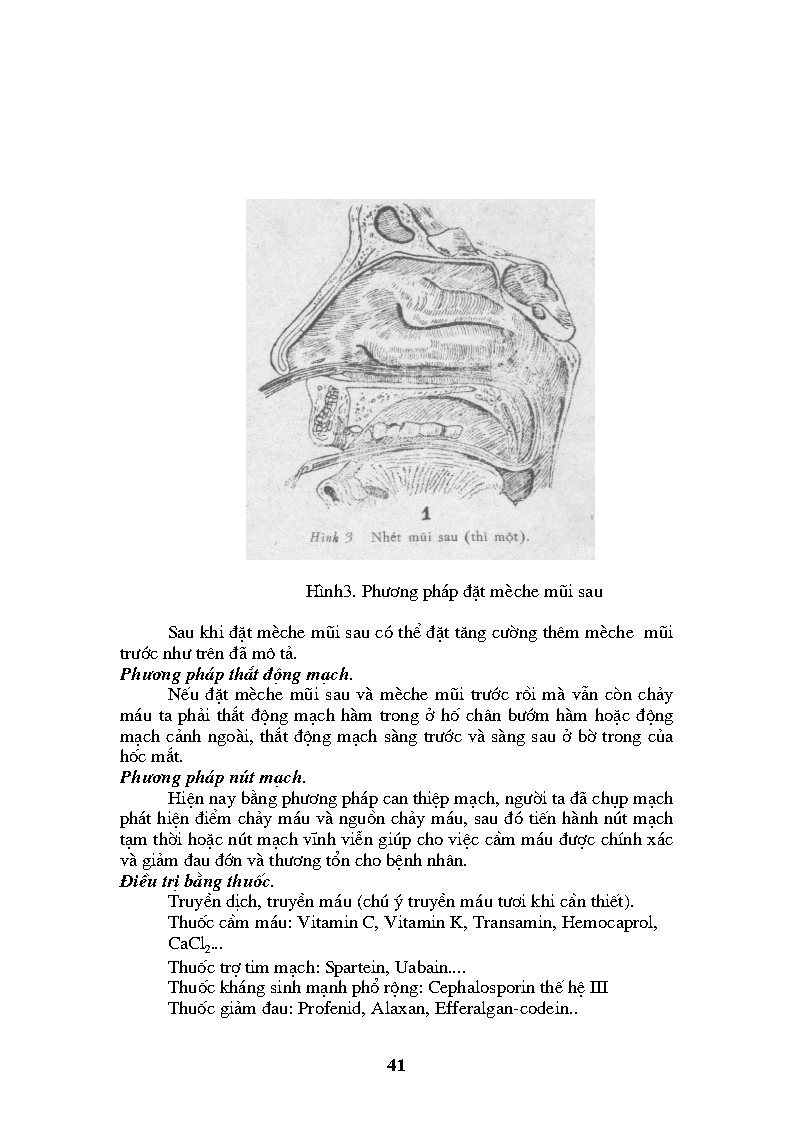 1
Hình 3 Nhét mũi sau (thì một).
Hình3. Phương pháp đặt mèche mũi sau
Sau khi đặt mèche mũi sau có thể đặt tăng cường thêm mèche mũi
trước như trên đã mô tả.
Phương pháp thắt động mạch.
Nếu đặt mèche mũi sau và mèche mũi trước rồi mà vẫn còn chảy
máu ta phải thắt động mạch hàm trong ở hố chân bướm hàm hoặc động
mạch cảnh ngoài, thắt động mạch sàng trước và sàng sau ở bờ trong của
hốc mắt.
Phương pháp nút mạch.
Hiện nay bằng phương pháp can thiệp mạch, người ta đã chụp mạch
phát hiện điểm chảy máu và nguồn chảy máu, sau đó tiến hành nút mạch
tạm thời hoặc nút mạch vĩnh viễn giúp cho việc cầm máu được chính xác
và giảm đau đớn và thương tổn cho bệnh nhân.
Điều trị bằng thuốc.
Truyền dịch, truyền máu (chú ý truyền máu tươi khi cần thiết).
Thuốc cầm máu: Vitamin C, Vitamin K, Transamin, Hemocaprol,
CaCl₂...
Thuốc trợ tim mạch: Spartein, Uabain....
Thuốc kháng sinh mạnh phổ rộng: Cephalosporin thế hệ III
Thuốc giảm đau: Profenid, Alaxan, Efferalgan-codein..
41